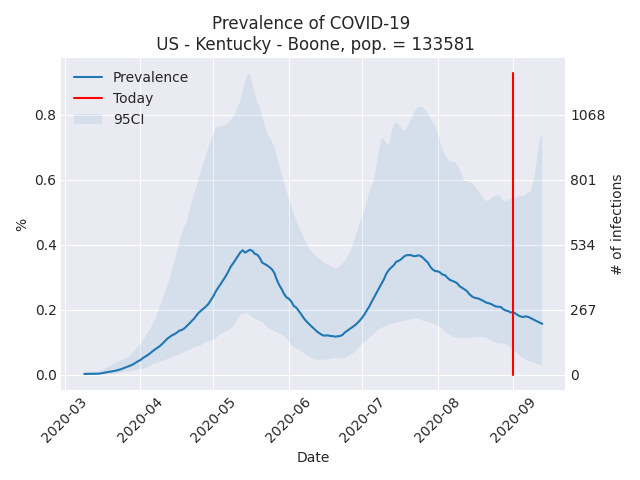 Prevalence of COVID-19
US - Kentucky - Boone, pop. = 133581
Prevalence
Today
95CI
0.8
0.6
0.4
0.2
0.0
%
1068
801
534
267
0
# of infections
2020-03
2020-04
2020-05
2020-06
2020-07
2020-08
2020-09
Date